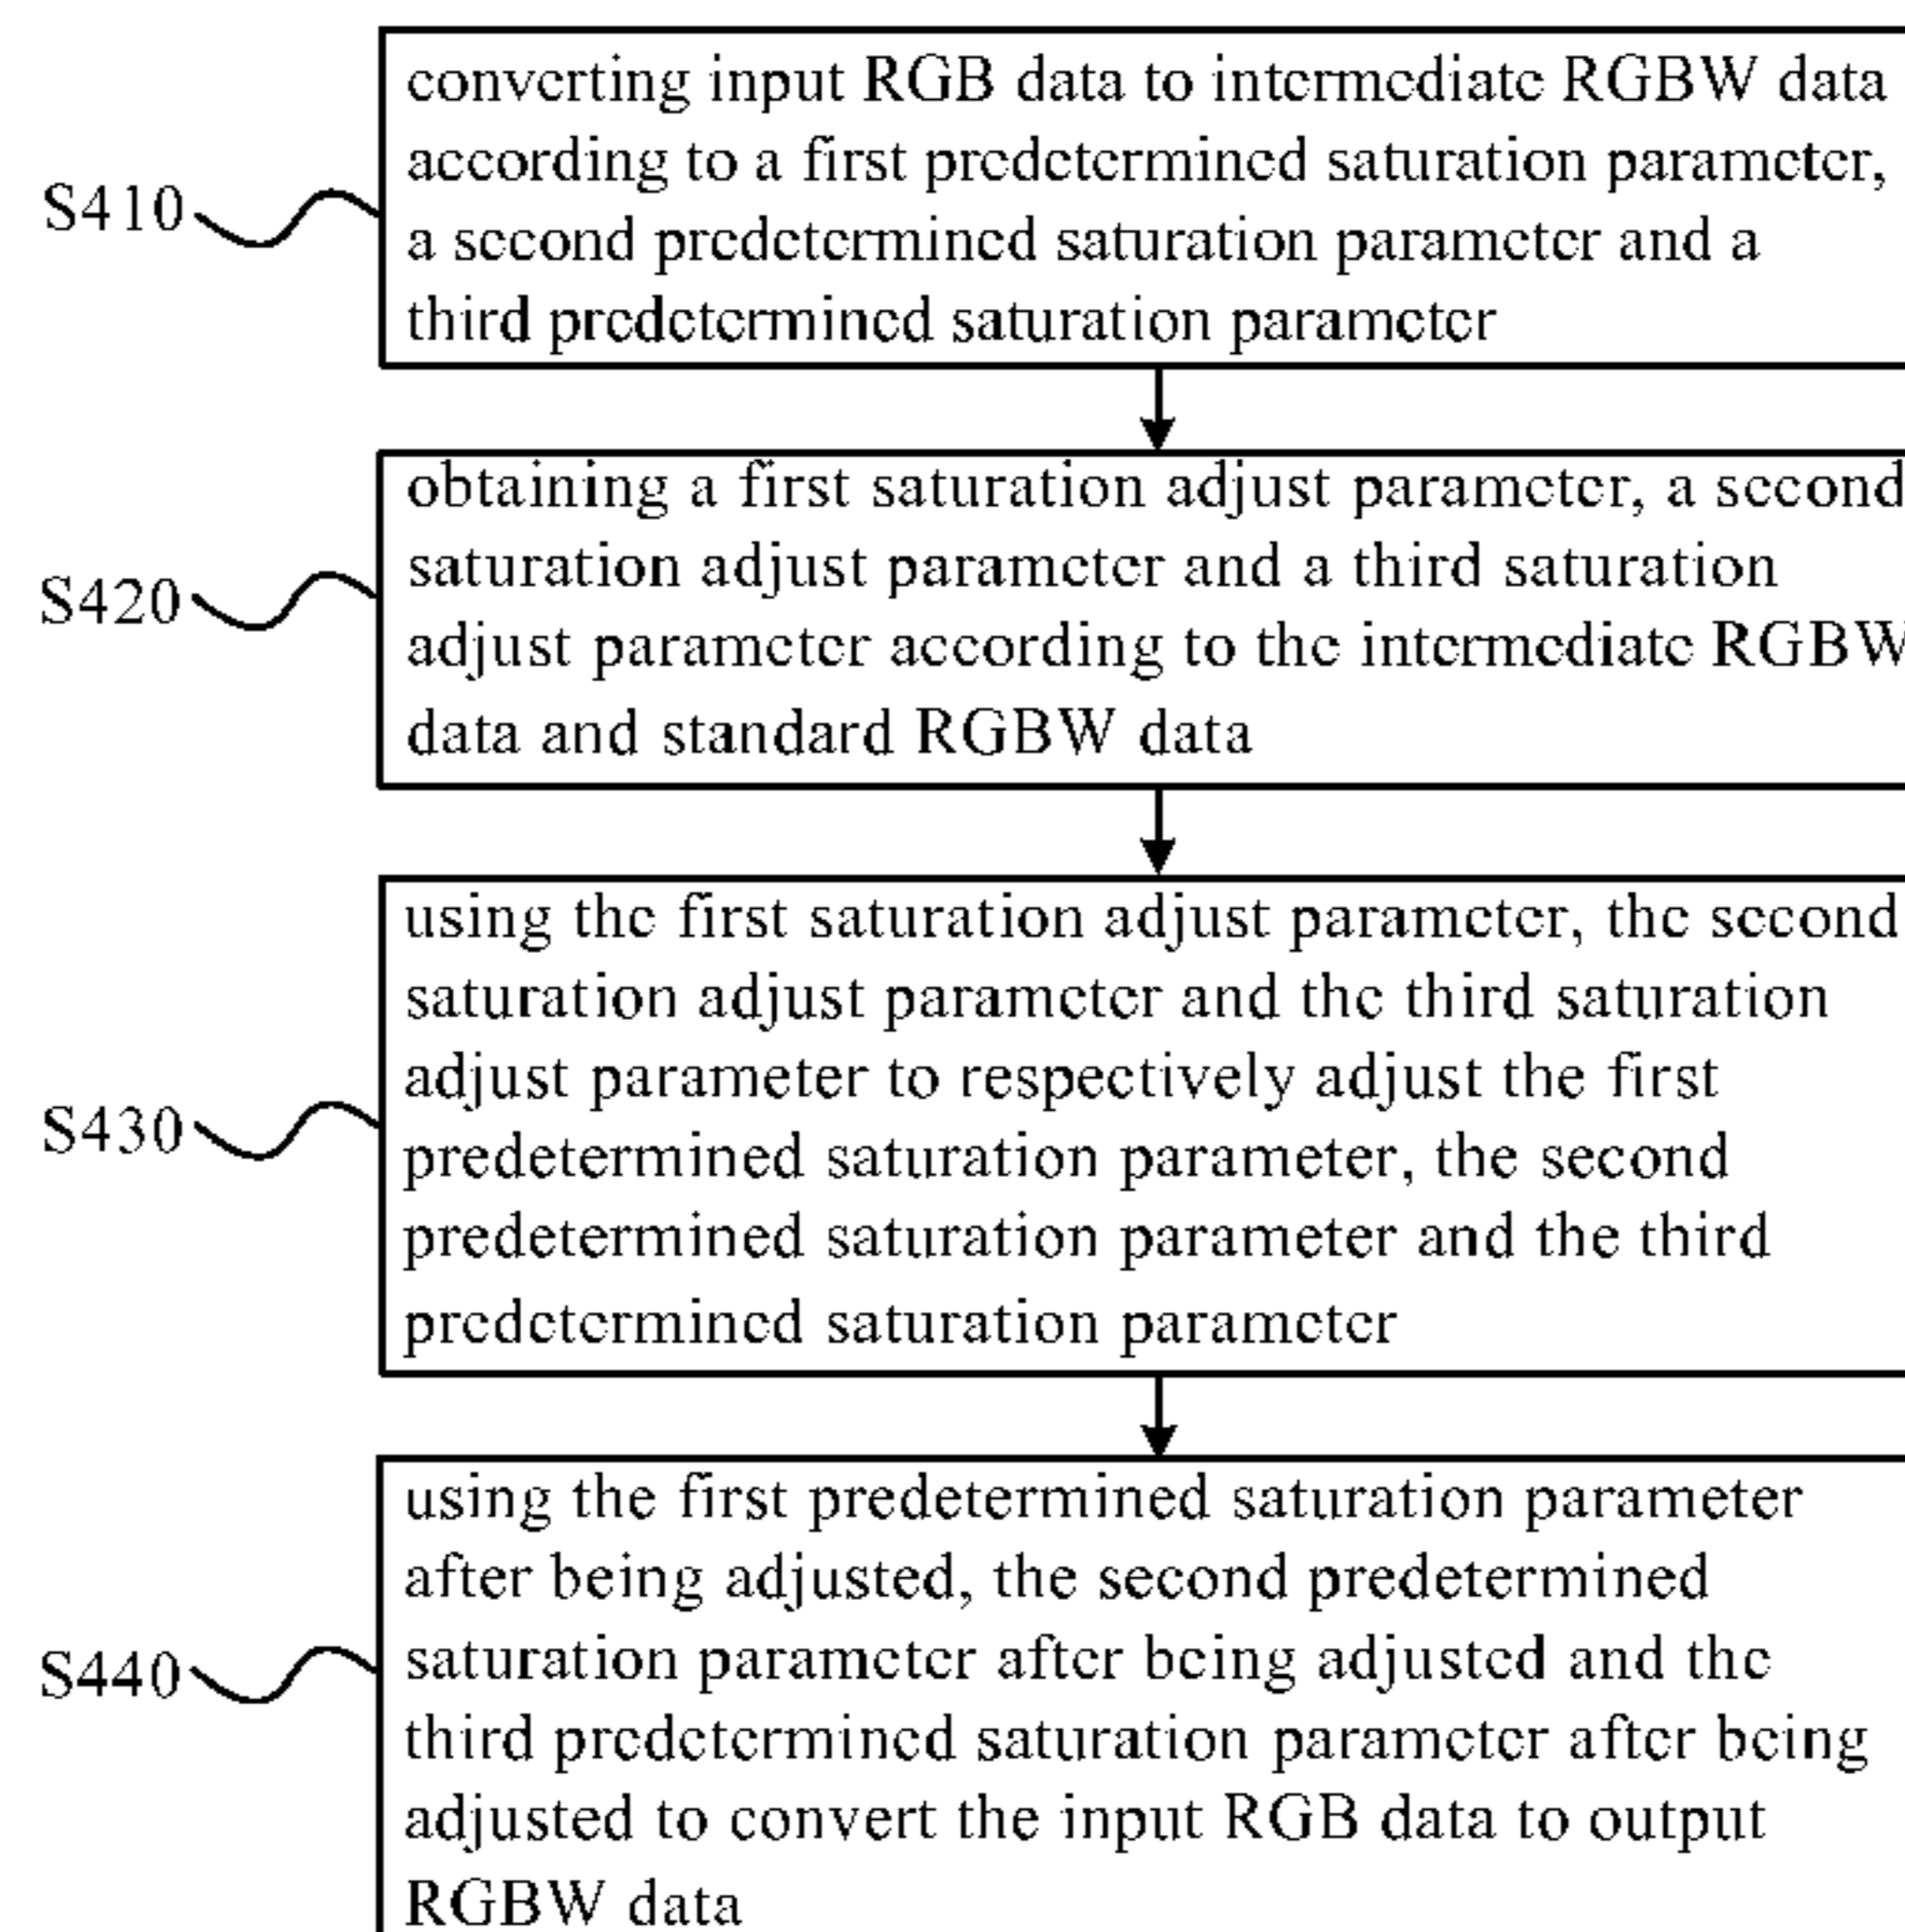 converting input RGB data to intermediate RGBW data
according to a first predetermined saturation parameter,
S410
a second predetermined saturation parameter and a
third predetermined saturation parameter
obtaining a first saturation adjust parameter, a second
saturation adjust parameter and a third saturation
S420
adjust parameter according to the intermediate RGBW
data and standard RGBW data
using the first saturation adjust parameter, the second
saturation adjust parameter and the third saturation
adjust parameter to respectively adjust the first
S430
predetermined saturation parameter, the second
predetermined saturation parameter and the third
predetermined saturation parameter
using the first predetermined saturation parameter
after being adjusted, the second predetermined
saturation parameter after being adjusted and the
S440
third predetermined saturation parameter after being
adjusted to convert the input RGB data to output
RGBW data